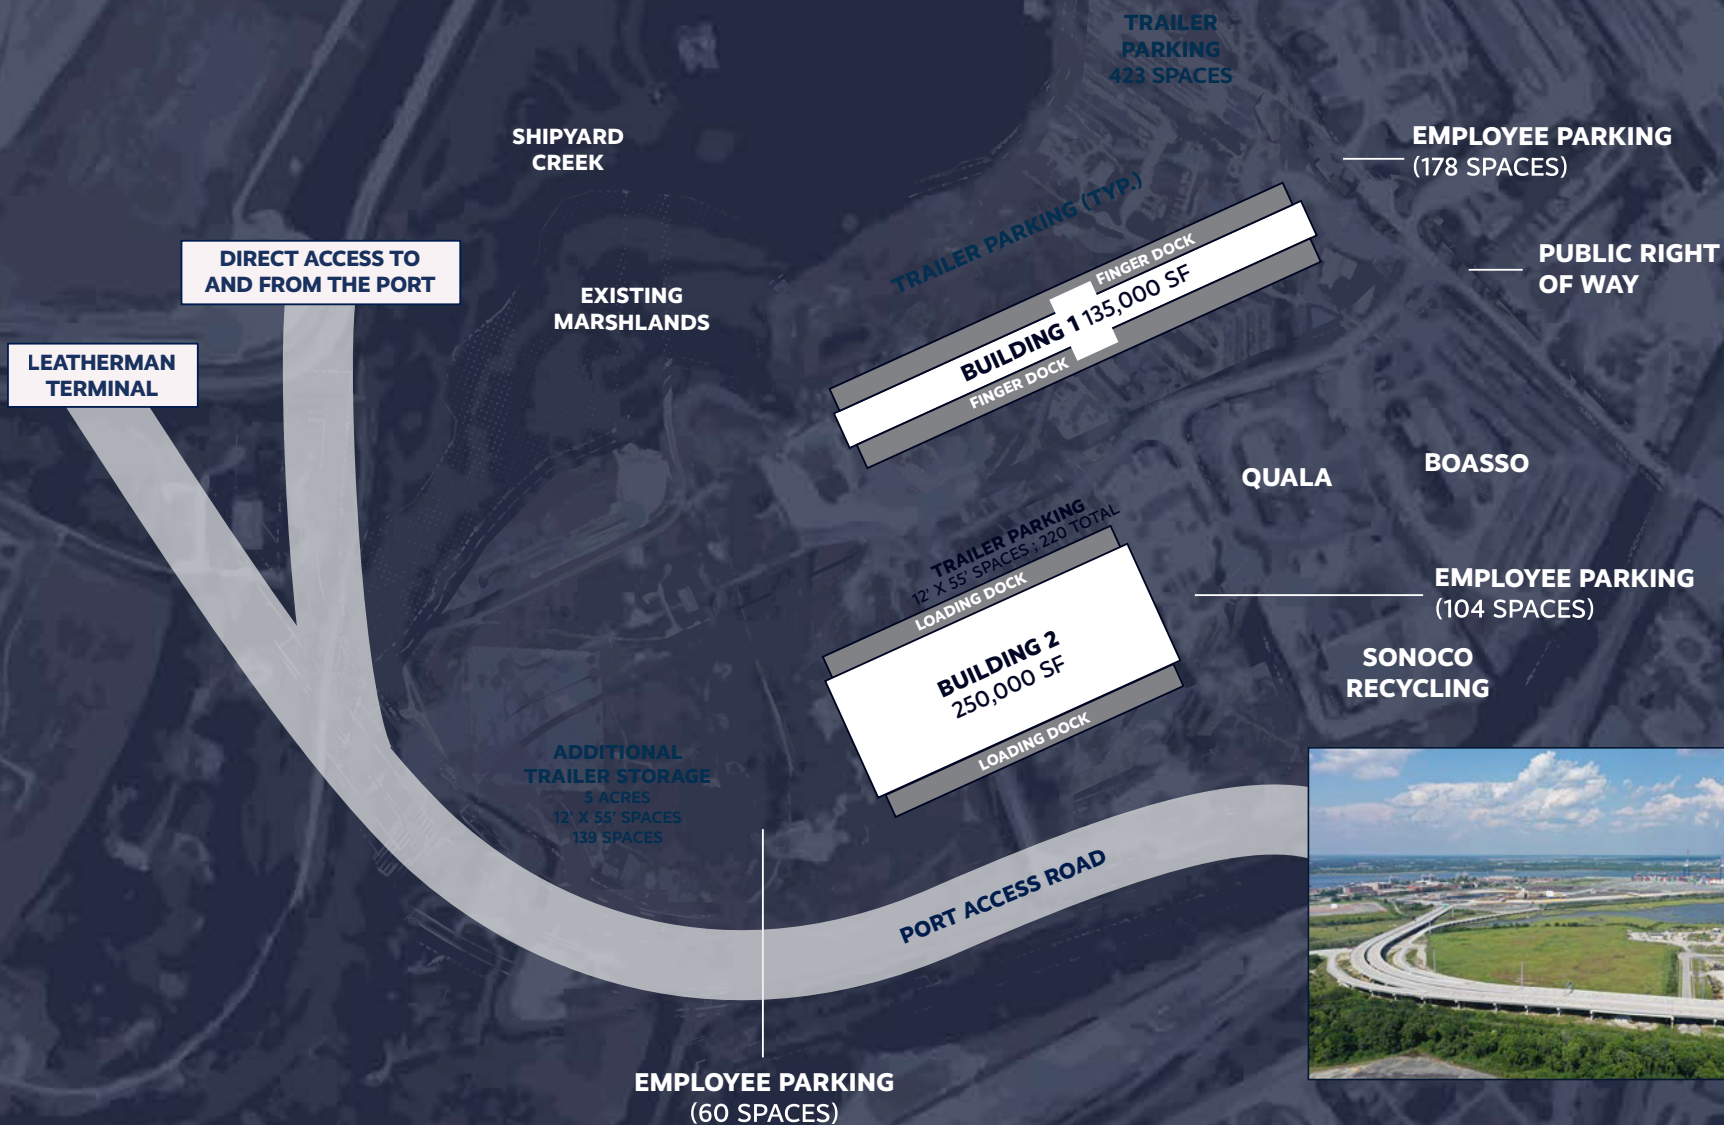 TRAILER
PARKING
423 SPACES
SHIPYARD
CREEK
EMPLOYEE PARKING
(178 SPACES)
TRAILER PARKING (TYP.)
DIRECT ACCESS TO
AND FROM THE PORT
FINGER DOCK
PUBLIC RIGHT
OF WAY
EXISTING
MARSHLANDS
BUILDING 1 135,000 SF
FINGER DOCK
LEATHERMAN
TERMINAL
QUALA
BOASSO
TRAILER PARKING
12' X 55' SPACES ; 220 TOTAL
LOADING DOCK
EMPLOYEE PARKING
(104 SPACES)
BUILDING 2
250,000 SF
SONOCO
RECYCLING
LOADING DOCK
ADDITIONAL
TRAILER STORAGE
5 ACRES
12' X 55' SPACES
139 SPACES
PORT ACCESS ROAD
EMPLOYEE PARKING
(60 SPACES)